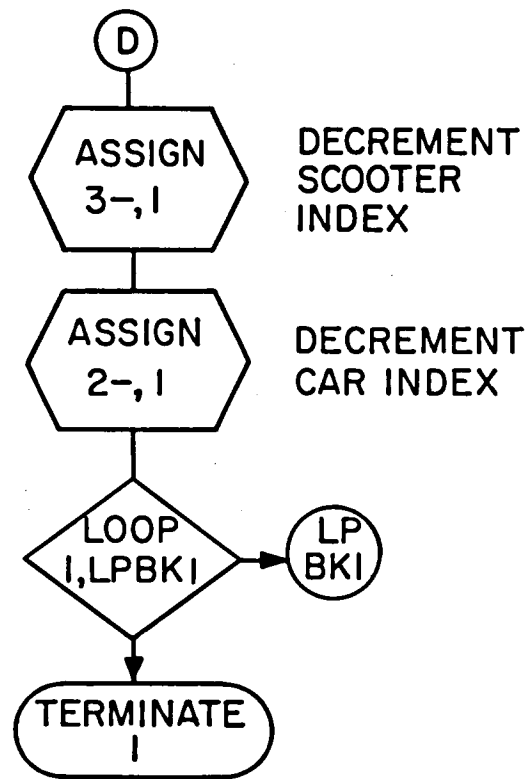 D
ASSIGN
3-,1
DECREMENT
SCOOTER
INDEX
ASSIGN
2-,1
DECREMENT
CAR INDEX
LOOP
1,LPBK1
LP
BK1
TERMINATE
1